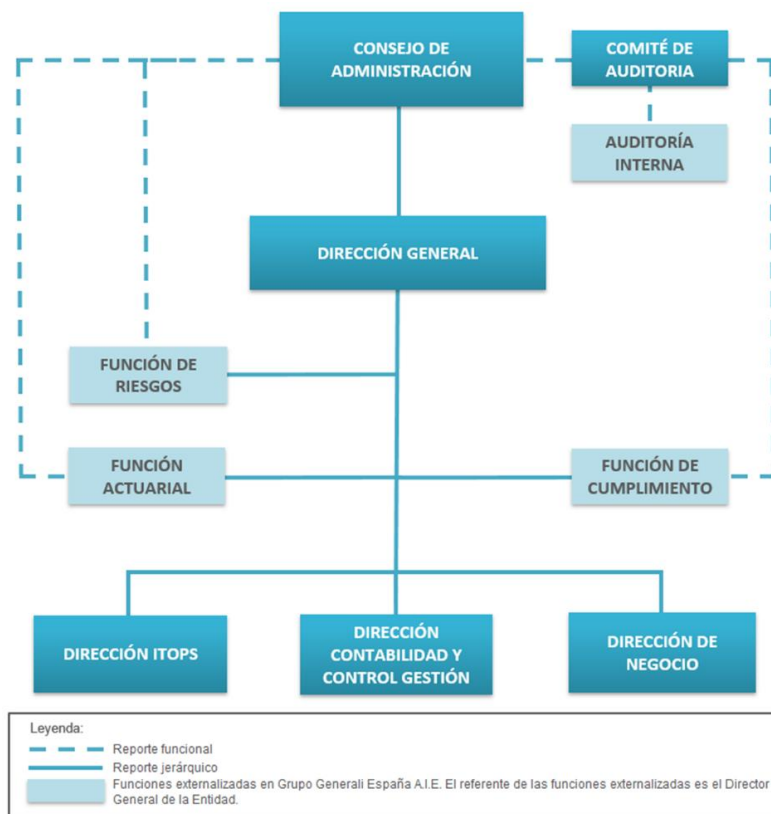 CONSEJO DE
ADMINISTRACIÓN
COMITÉ DE
AUDITORIA
AUDITORÍA
INTERNA
DIRECCIÓN GENERAL
FUNCIÓN DE
RIESGOS
FUNCIÓN
ACTUARIAL
FUNCIÓN DE
CUMPLIMIENTO
DIRECCIÓN ITOPS
DIRECCIÓN
CONTABILIDAD Y
CONTROL GESTIÓN
DIRECCIÓN DE
NEGOCIO
Leyenda:
Reporte funcional
Reporte jerárquico
Funciones externalizadas en Grupo Generali España A.I.E. El referente de las funciones externalizadas es el Director
General de la Entidad.